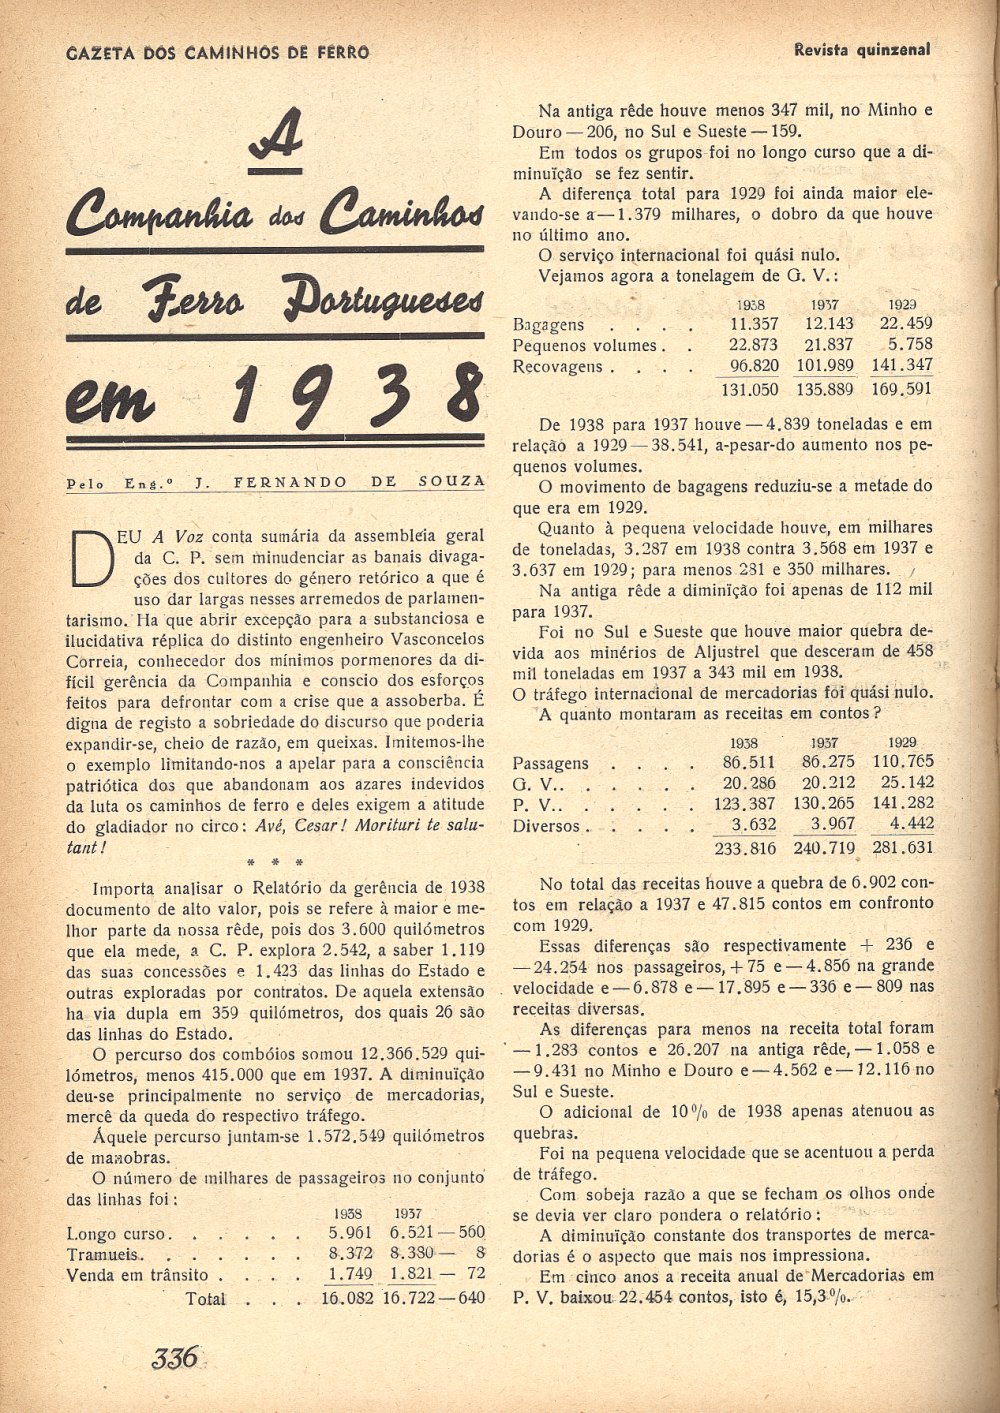 GAZETA DOS CAMINHOS DE FERRO
Revista quinzenal
A
Companhia dos Caminhos
de Ferro Portugueses
em 1938
Pelo Eng.º J. FERNANDO DE SOUZA
DEU A Voz conta sumária da assembleia geral
da C. P. sem minudenciar as banais divaga-
ções dos cultores do género retórico a que é
uso dar largas nesses arremedos de parlamen-
tarismo. Ha que abrir excepção para a substanciosa e
ilucidativa réplica do distinto engenheiro Vasconcelos
Correia, conhecedor dos mínimos pormenores da di-
fícil gerência da Companhia e conscio dos esforços
feitos para defrontar com a crise que a assoberba. É
digna de registo a sobriedade do discurso que poderia
expandir-se, cheio de razão, em queixas. Imitemos-lhe
o exemplo limitando-nos a apelar para a consciência
patriótica dos que abandonam aos azares indevidos
da luta os caminhos de ferro e deles exigem a atitude
do gladiador no circo: Avé, Cesar! Morituri te salu-
tant!
* * *
Importa analisar o Relatório da gerência de 1938
documento de alto valor, pois se refere à maior e me-
lhor parte da nossa rêde, pois dos 3.600 quilómetros
que ela mede, a C. P. explora 2.542, a saber 1.119
das suas concessões e 1.423 das linhas do Estado e
outras exploradas por contratos. De aquela extensão
ha via dupla em 359 quilómetros, dos quais 26 são
das linhas do Estado.
O percurso dos combóios somou 12.366.529 qui-
lómetros, menos 415.000 que em 1937. A diminuïção
deu-se principalmente no serviço de mercadorias,
mercê da queda do respectivo tráfego.
Áquele percurso juntam-se 1.572.549 quilómetros
de manobras.
O número de milhares de passageiros no conjunto
das linhas foi:
1938 1937
Longo curso. . . . . . 5.961 6.521 — 560
Tramueis. . . . . . . 8.372 8.380 — 8
Venda em trânsito . . . . 1.749 1.821 — 72
Total . . . 16.082 16.722 — 640
336
Na antiga rêde houve menos 347 mil, no Minho e
Douro — 206, no Sul e Sueste — 159.
Em todos os grupos foi no longo curso que a di-
minuïção se fez sentir.
A diferença total para 1929 foi ainda maior ele-
vando-se a — 1.379 milhares, o dobro da que houve
no último ano.
O serviço internacional foi quási nulo.
Vejamos agora a tonelagem de G. V.:
1938 1937 1929
Bagagens . . . . 11.357 12.143 22.459
Pequenos volumes . . 22.873 21.837 5.758
Recovagens . . . . 96.820 101.989 141.347
131.050 135.889 169.591
De 1938 para 1937 houve — 4.839 toneladas e em
relação a 1929 — 38.541, a-pesar-do aumento nos pe-
quenos volumes.
O movimento de bagagens reduziu-se a metade do
que era em 1929.
Quanto à pequena velocidade houve, em milhares
de toneladas, 3.287 em 1938 contra 3.568 em 1937 e
3.637 em 1929; para menos 281 e 350 milhares.
Na antiga rêde a diminïção foi apenas de 112 mil
para 1937.
Foi no Sul e Sueste que houve maior quebra de-
vida aos minérios de Aljustrel que desceram de 458
mil toneladas em 1937 a 343 mil em 1938.
O tráfego internacional de mercadorias foi quási nulo.
A quanto montaram as receitas em contos?
1938 1937 1929
Passagens . . . . 86.511 86.275 110.765
G. V. . . . . . . 20.286 20.212 25.142
P. V. . . . . . . 123.387 130.265 141.282
Diversos . . . . . 3.632 3.967 4.442
233.816 240.719 281.631
No total das receitas houve a quebra de 6.902 con-
tos em relação a 1937 e 47.815 contos em confronto
com 1929.
Essas diferenças são respectivamente + 236 e
— 24.254 nos passageiros, + 75 e — 4.856 na grande
velocidade e — 6.878 e — 17.895 e — 336 e — 809 nas
receitas diversas.
As diferenças para menos na receita total foram
— 1.283 contos e 26.207 na antiga rêde, — 1.058 e
— 9.431 no Minho e Douro e — 4.562 e — 12.116 no
Sul e Sueste.
O adicional de 10% de 1938 apenas atenuou as
quebras.
Foi na pequena velocidade que se acentuou a perda
de tráfego.
Com sobeja razão a que se fecham os olhos onde
se devia ver claro pondera o relatório:
A diminuïção constante dos transportes de merca-
dorias é o aspecto que mais nos impressiona.
Em cinco anos a receita anual de Mercadorias em
P. V. baixou 22.454 contos, isto é, 15,3%.